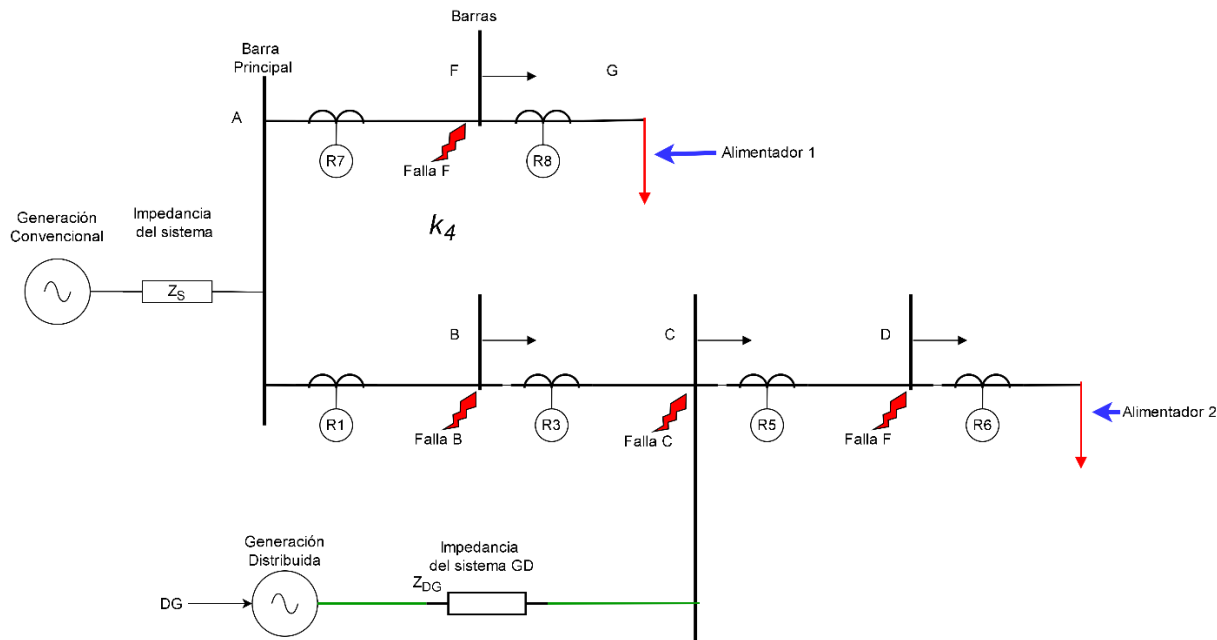 Barras
Barra
Principal
F
G
A
R7
R8
Falla F
Alimentador 1
k4
Generación
Convencional
Impedancia
del sistema
ZS
B
C
D
R1
R3
R5
R6
Falla B
Falla C
Falla F
Alimentador 2
Generación
Distribuida
Impedancia
del sistema GD
ZDG
DG